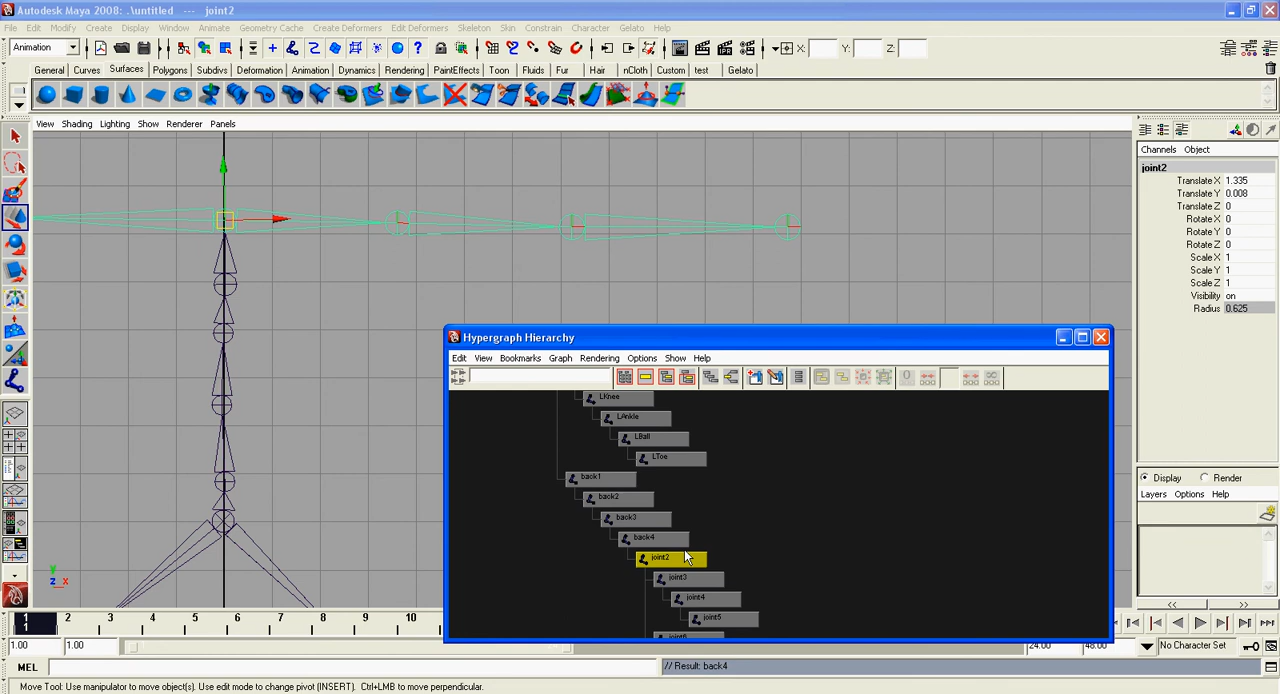 Autodesk Maya 2008: .\untitled --- joint2
File Edit Modify Create Display Window Animate Geometry Cache Create Deformers Edit Deformers Skeleton Skin Constrain Character Gelato Help
Animation X: Y: Z:
General Curves Surfaces Polygons Subdivs Deformation Animation Dynamics Rendering PaintEffects Toon Fluids Fur Hair nCloth Custom test Gelato
View Shading Lighting Show Renderer Panels
Channels Object
joint2
Translate X 1.335
Translate Y 0.008
Translate Z 0
Rotate X 0
Rotate Y 0
Rotate Z 0
Scale X 1
Scale Y 1
Scale Z 1
Visibility on
Radius 0.625
Hypergraph Hierarchy
Edit View Bookmarks Graph Rendering Options Show Help
LKnee
LAnkle
LBall
LToe
back1
back2
back3
back4
joint2
joint3
joint4
joint5
joint6
Display Render
Layers Options Help
y
z x
1 2 3 4 5 6 7 8 9 10
1
1.00 1.00 24.00 48.00 No Character Set
MEL // Result: back4
Move Tool: Use manipulator to move object(s). Use edit mode to change pivot (INSERT). Ctrl+LMB to move perpendicular.